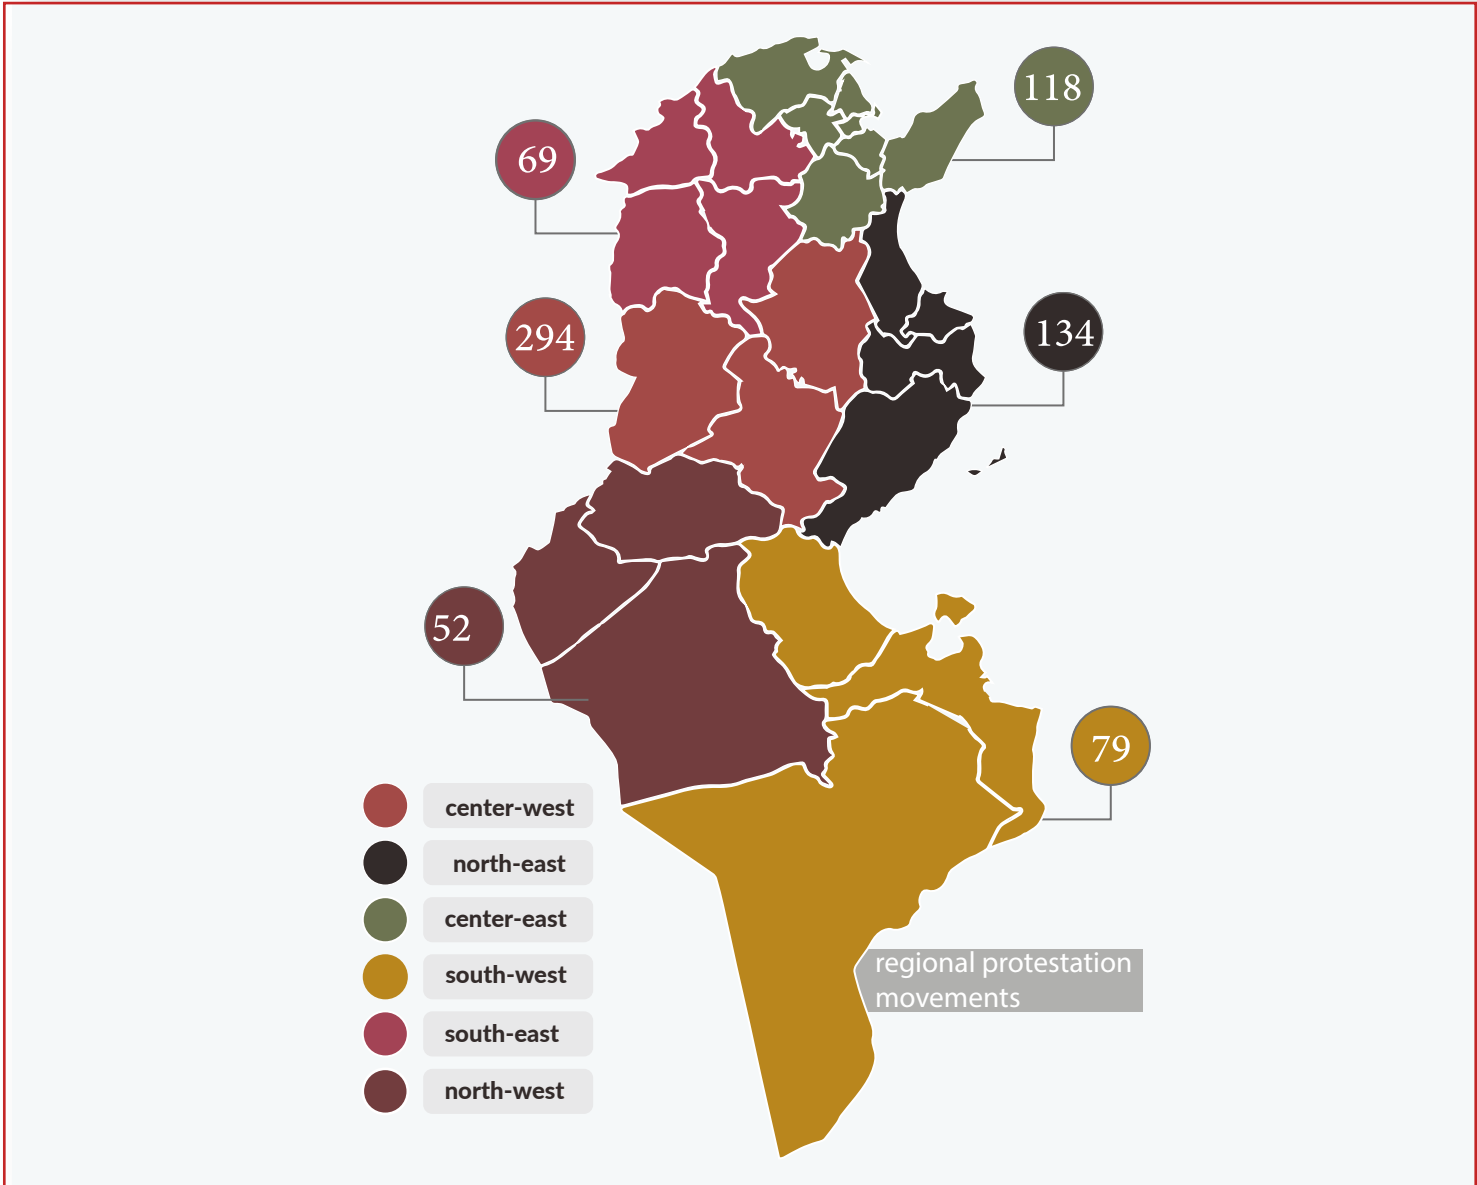 118
69
294
134
52
79
center-west
north-east
center-east
south-west
south-east
north-west
regional protestation
movements